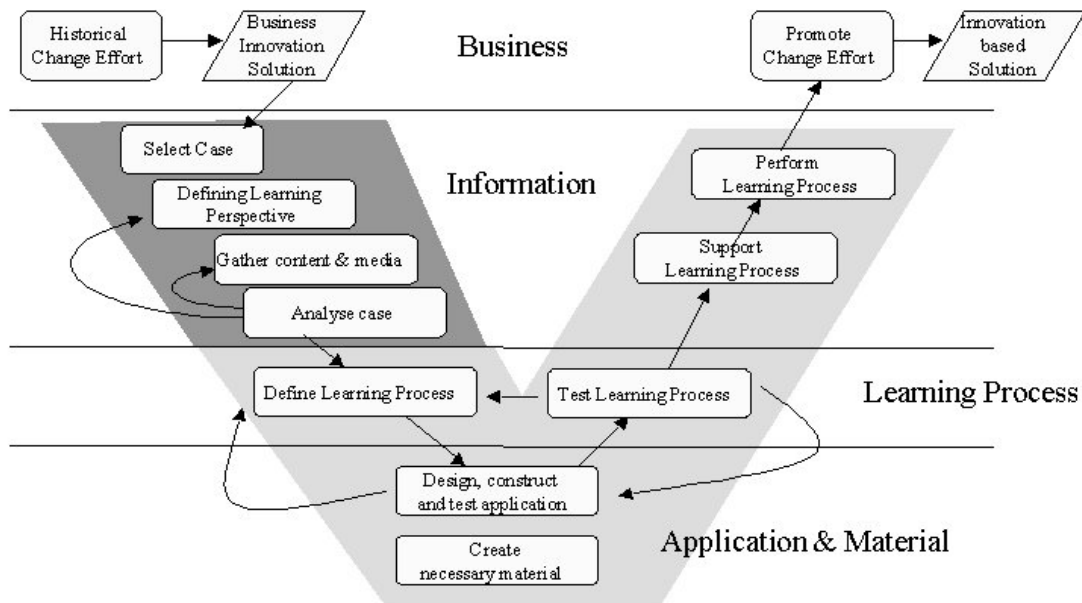 Historical
Change Effort
Business
Innovation
Solution
Business
Promote
Change Effort
Innovation
based
Solution
Select Case
Information
Defining Learning
Perspective
Gather content & media
Analyse case
Perform
Learning Process
Support
Learning Process
Define Learning Process
Test Learning Process
Learning Process
Design, construct
and test application
Create
necessary material
Application & Material